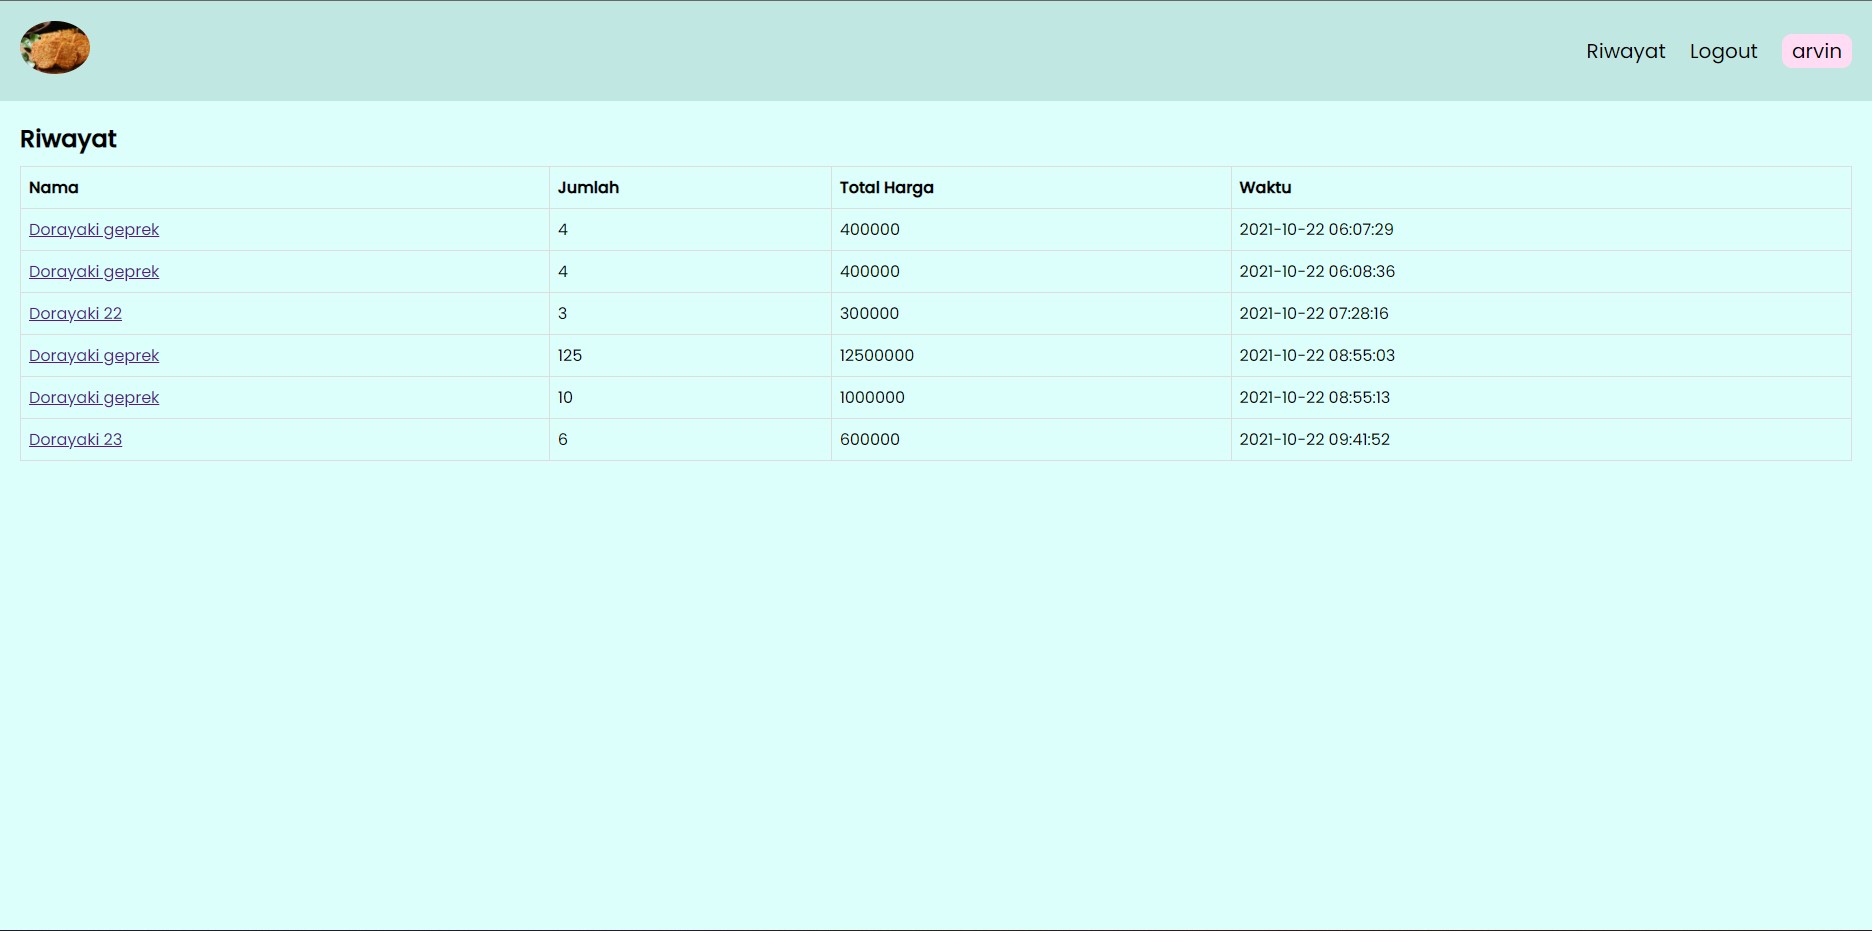 Riwayat Logout arvin
Riwayat
Nama Jumlah Total Harga Waktu
Dorayaki geprek 4 400000 2021-10-22 06:07:29
Dorayaki geprek 4 400000 2021-10-22 06:08:36
Dorayaki 22 3 300000 2021-10-22 07:28:16
Dorayaki geprek 125 12500000 2021-10-22 08:55:03
Dorayaki geprek 10 1000000 2021-10-22 08:55:13
Dorayaki 23 6 600000 2021-10-22 09:41:52